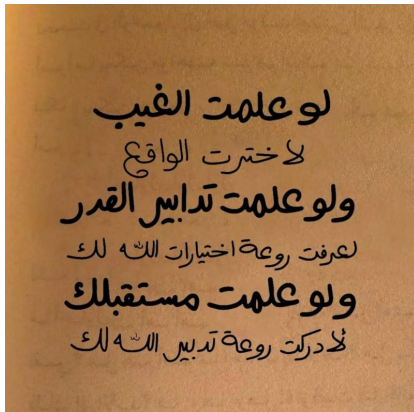 لو علمت الغيب
لاخترت الواقع
ولو علمت تدابير القدر
لعرفت روعة اختيارات الله لك
ولو علمت مستقبلك
لأدركت روعة تدبير الله لك